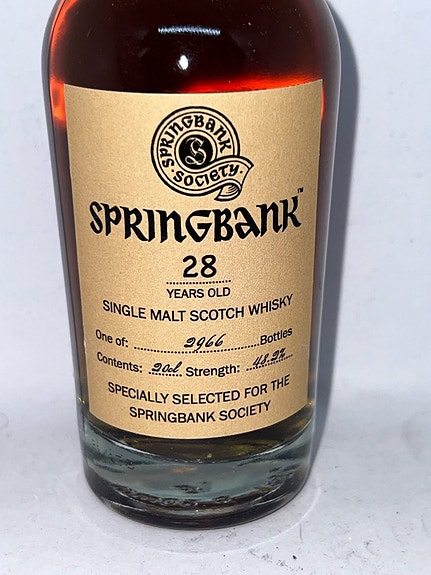 SPRINGBANK
S
· SOCIETY ·
SPRINGBANK™
28
YEARS OLD
SINGLE MALT SCOTCH WHISKY
One of: 2966 Bottles
Contents: 20cl Strength: 48.2%
SPECIALLY SELECTED FOR THE
SPRINGBANK SOCIETY